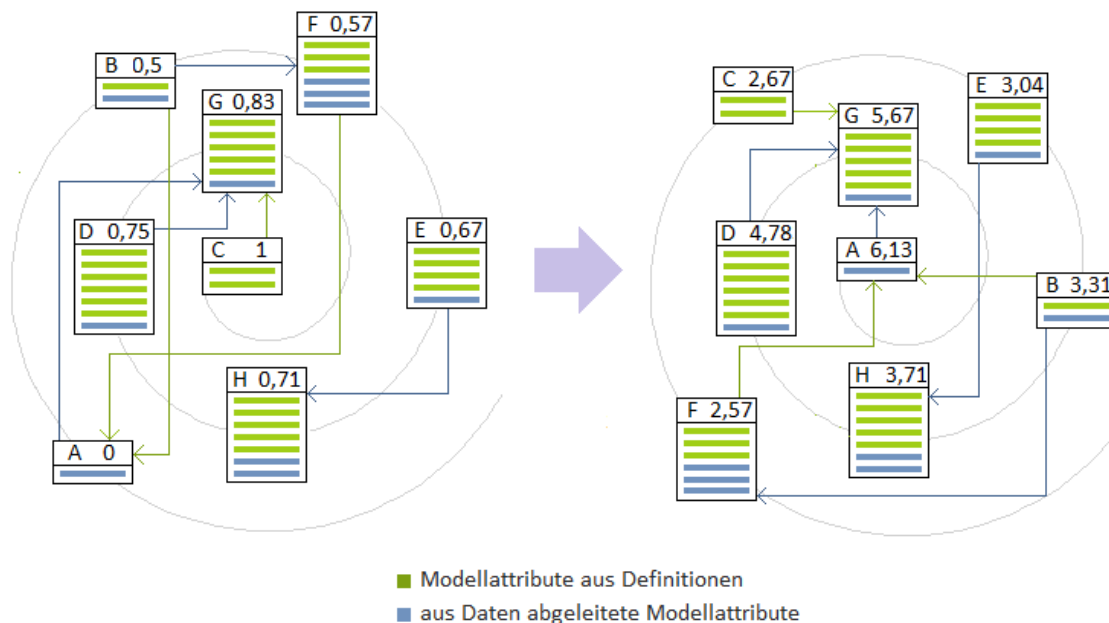 F 0,57
B 0,5
G 0,83
D 0,75
C 1
E 0,67
H 0,71
A 0
C 2,67
E 3,04
G 5,67
D 4,78
A 6,13
B 3,31
H 3,71
F 2,57
Modellattribute aus Definitionen
aus Daten abgeleitete Modellattribute